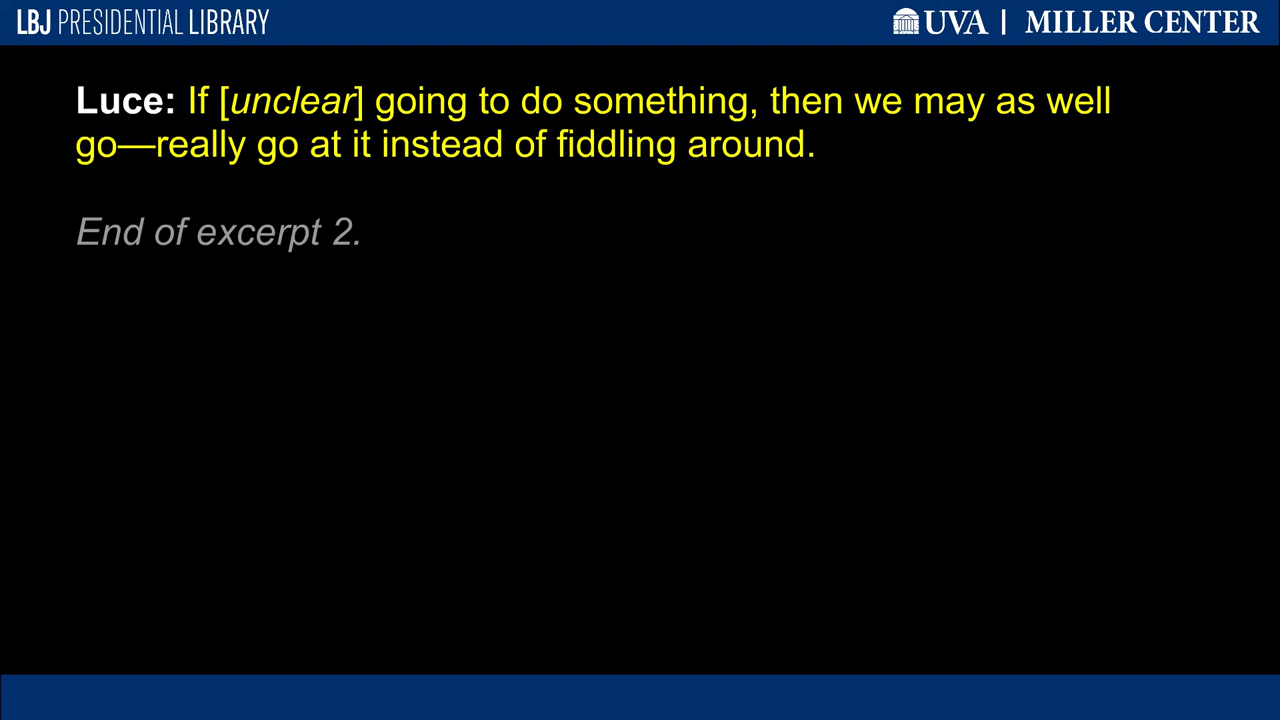 LBJ PRESIDENTIAL LIBRARY
UVA | MILLER CENTER
Luce: If [unclear] going to do something, then we may as well
go—really go at it instead of fiddling around.
End of excerpt 2.